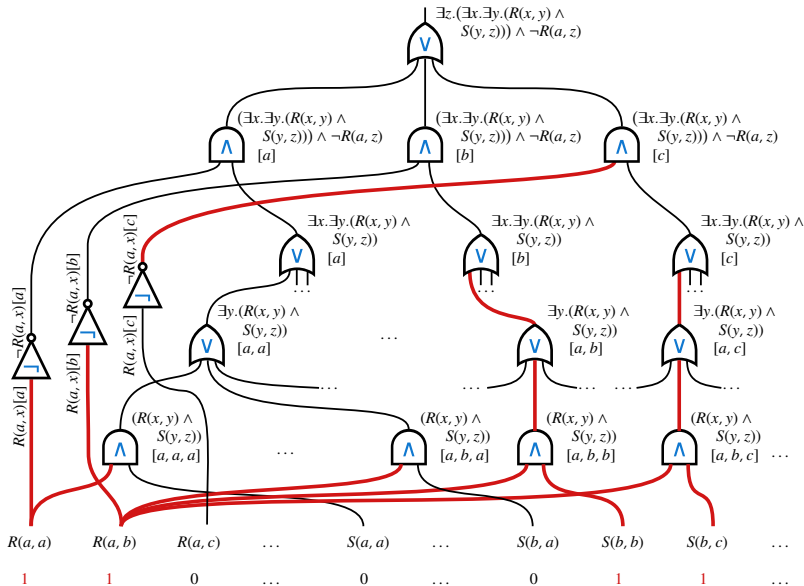 ∃z.(∃x.∃y.(R(x, y) ∧
S(y, z))) ∧ ¬R(a, z)
∨
(∃x.∃y.(R(x, y) ∧
S(y, z))) ∧ ¬R(a, z)
[a]
∧
(∃x.∃y.(R(x, y) ∧
S(y, z))) ∧ ¬R(a, z)
[b]
∧
(∃x.∃y.(R(x, y) ∧
S(y, z))) ∧ ¬R(a, z)
[c]
∧
∃x.∃y.(R(x, y) ∧
S(y, z))
[a]
∨
...
∃x.∃y.(R(x, y) ∧
S(y, z))
[b]
∨
...
∃x.∃y.(R(x, y) ∧
S(y, z))
[c]
∨
...
¬R(a, x)[a]
¬
R(a, x)[a]
¬R(a, x)[b]
¬
R(a, x)[b]
¬R(a, x)[c]
¬
R(a, x)[c]
∃y.(R(x, y) ∧
S(y, z))
[a, a]
∨
...
∃y.(R(x, y) ∧
S(y, z))
[a, b]
∨
∃y.(R(x, y) ∧
S(y, z))
[a, c]
∨
... ... ... ...
(R(x, y) ∧
S(y, z))
[a, a, a]
∧
...
(R(x, y) ∧
S(y, z))
[a, b, a]
∧
(R(x, y) ∧
S(y, z))
[a, b, b]
∧
(R(x, y) ∧
S(y, z))
[a, b, c]
∧
...
R(a, a) R(a, b) R(a, c) ... S(a, a) ... S(b, a) S(b, b) S(b, c) ...
1 1 0 ... 0 ... 0 1 1 ...